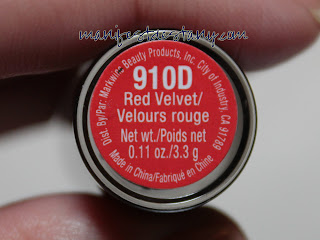 manifestdestiny.com
Dist. By/Par: Markwins Beauty Products, Inc. City of Industry, CA 91789
910D
Red Velvet/
Velours rouge
Net wt./Poids net
0.11 oz./3.3 g
Made in China/Fabriqué en Chine